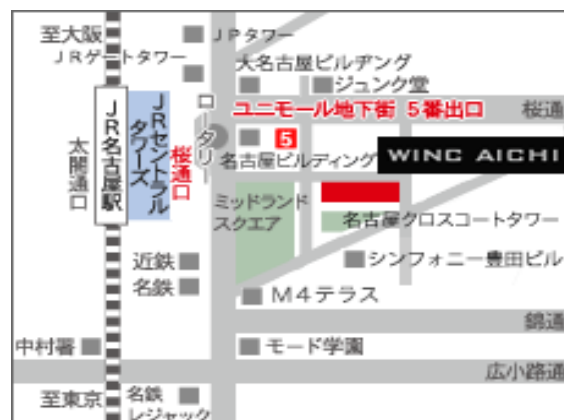 至大阪
JPタワー
JRゲートタワー
大名古屋ビルヂング
ジュンク堂
ユニモール地下街 5番出口
桜通
ロータリー
5
JR名古屋駅
JRセントラル
タワーズ
桜通口
太閤通口
名古屋ビルディング
WINC AICHI
ミッドランド
スクエア
名古屋クロスコートタワー
近鉄
シンフォニー豊田ビル
名鉄
M4テラス
錦通
中村署
モード学園
広小路通
至東京
名鉄
レジャック